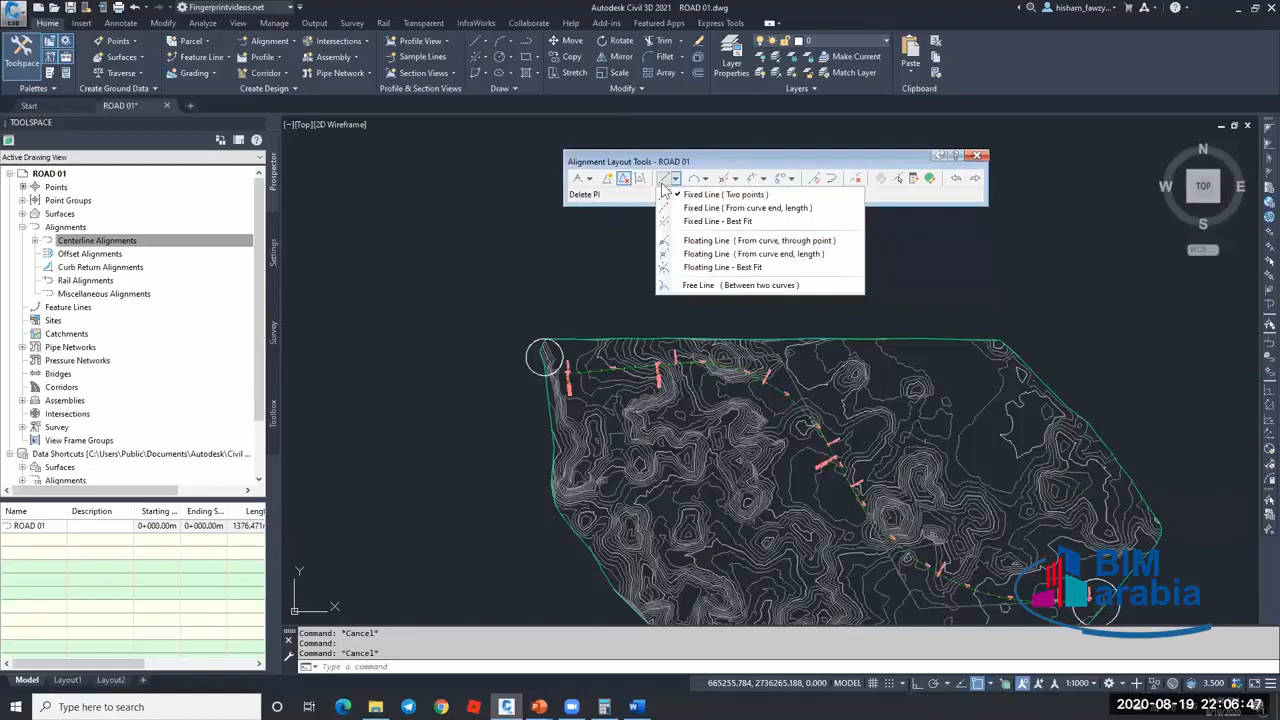 Fingerprintvideos.net
Autodesk Civil 3D 2021 ROAD 01.dwg
hisham_fawzy...
Home Insert Annotate Modify Analyze View Manage Output Survey Rail Transparent InfraWorks Collaborate Help Add-ins Featured Apps Express Tools
Points Parcel Alignment Intersections Profile View Move Rotate Trim 0
Surfaces Feature Line Profile Assembly Sample Lines Copy Mirror Fillet Make Current
Toolspace Traverse Grading Corridor Pipe Network Section Views Stretch Scale Array Layer Properties Match Layer Paste
Palettes Create Ground Data Create Design Profile & Section Views Draw Modify Layers Clipboard
Start ROAD 01*
TOOLSPACE
[−][Top][2D Wireframe]
Active Drawing View
ROAD 01
Points
Point Groups
Surfaces
Alignments
Centerline Alignments
Offset Alignments
Curb Return Alignments
Rail Alignments
Miscellaneous Alignments
Feature Lines
Sites
Catchments
Pipe Networks
Pressure Networks
Bridges
Corridors
Assemblies
Intersections
Survey
View Frame Groups
Data Shortcuts [C:\Users\Public\Documents\Autodesk\Civil ...
Surfaces
Alignments
Prospector
Settings
Survey
Toolbox
Name Description Starting ... Ending S... Length
ROAD 01 0+000.00m 0+000.00m 1376.471
Alignment Layout Tools - ROAD 01
Delete PI
Fixed Line ( Two points )
Fixed Line ( From curve end, length )
Fixed Line - Best Fit
Floating Line ( From curve, through point )
Floating Line ( From curve end, length )
Floating Line - Best Fit
Free Line ( Between two curves )
N
W TOP E
S
WCS
Y
X
BIM
arabia
Command: *Cancel*
Command:
Command: *Cancel*
Type a command
Model Layout1 Layout2
665255.784, 2736265.188, 0.000 MODEL 1:1000 3.500
Type here to search
2020-08-19 22:06:47